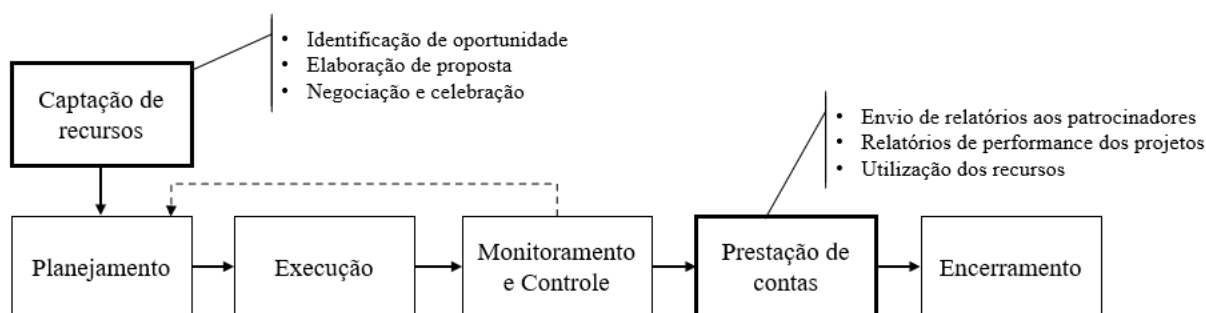 • Identificação de oportunidade
• Elaboração de proposta
• Negociação e celebração
Captação de
recursos
• Envio de relatórios aos patrocinadores
• Relatórios de performance dos projetos
• Utilização dos recursos
Planejamento
Execução
Monitoramento
e Controle
Prestação de
contas
Encerramento